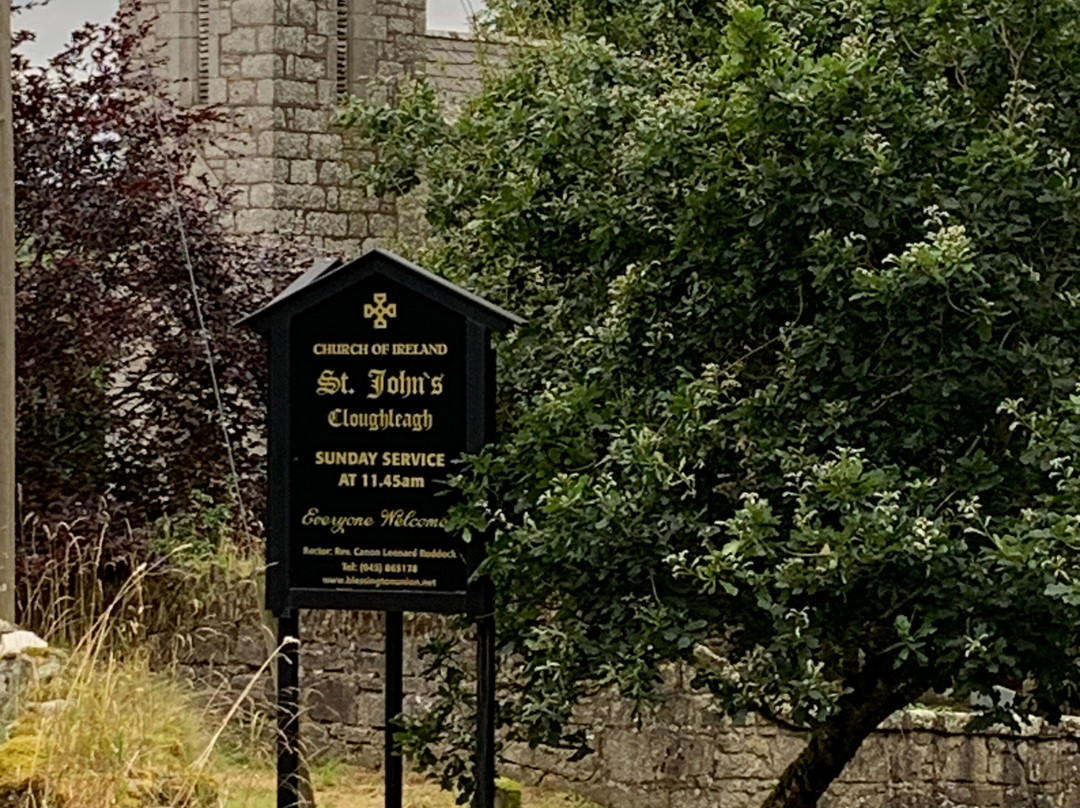 CHURCH OF IRELAND
St. John's
Cloughleagh
SUNDAY SERVICE
AT 11.45am
Everyone Welcome
Rector: Rev. Canon Leonard Ruddock
Tel: (045) 865178
www.blessingtonunion.net